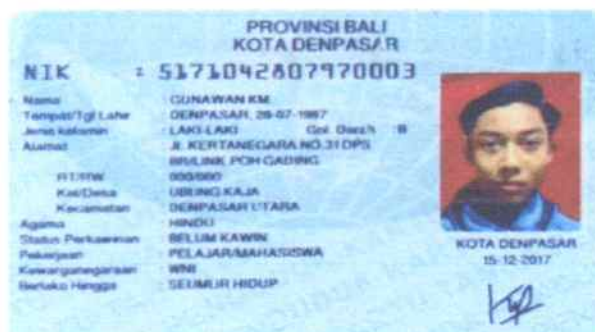 PROVINSI BALI
KOTA DENPASAR
NIK : 5171042807970003
Nama : GUNAWAN KM
Tempat/Tgl Lahir : DENPASAR, 28-07-1997
Jenis kelamin : LAKI-LAKI Gol. Darah : B
Alamat : JL KERTANEGARA NO.31 DPS
BR/LINK POH GADING
RT/RW : 000/000
Kel/Desa : UBUNG KAJA
Kecamatan : DENPASAR UTARA
Agama : HINDU
Status Perkawinan : BELUM KAWIN
Pekerjaan : PELAJAR/MAHASISWA
Kewarganegaraan : WNI
Berlaku Hingga : SEUMUR HIDUP
KOTA DENPASAR
15-12-2017